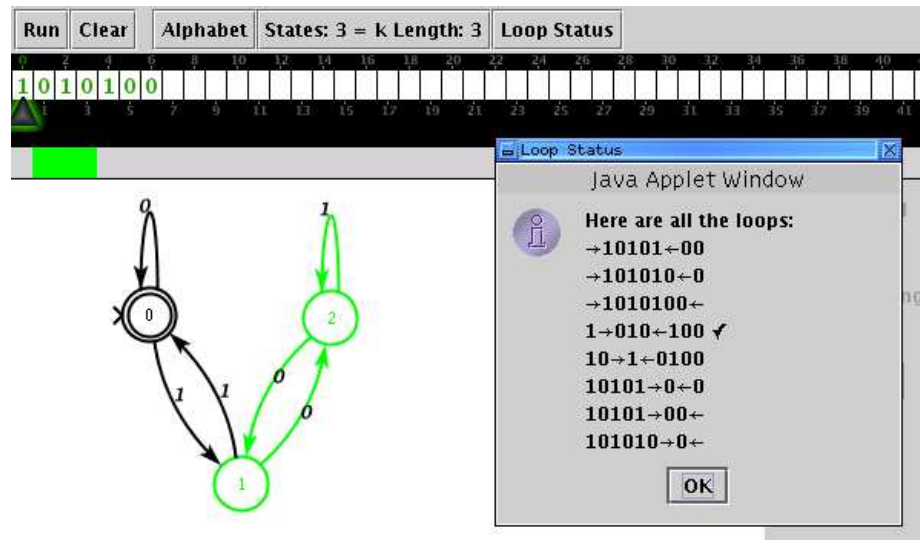 Run Clear Alphabet States: 3 = k Length: 3 Loop Status
0 2 4 6 8 10 12 14 16 18 20 22 24 26 28 30 32 34 36 38 40
1 0 1 0 1 0 0
1 3 5 7 9 11 13 15 17 19 21 23 25 27 29 31 33 35 37 39 41
Loop Status
Java Applet Window
Here are all the loops:
→10101←00
→101010←0
→1010100←
1→010←100 ✓
10→1←0100
10101→0←0
10101→00←
101010→0←
OK
0 1
0 2
1 1 0 0
1